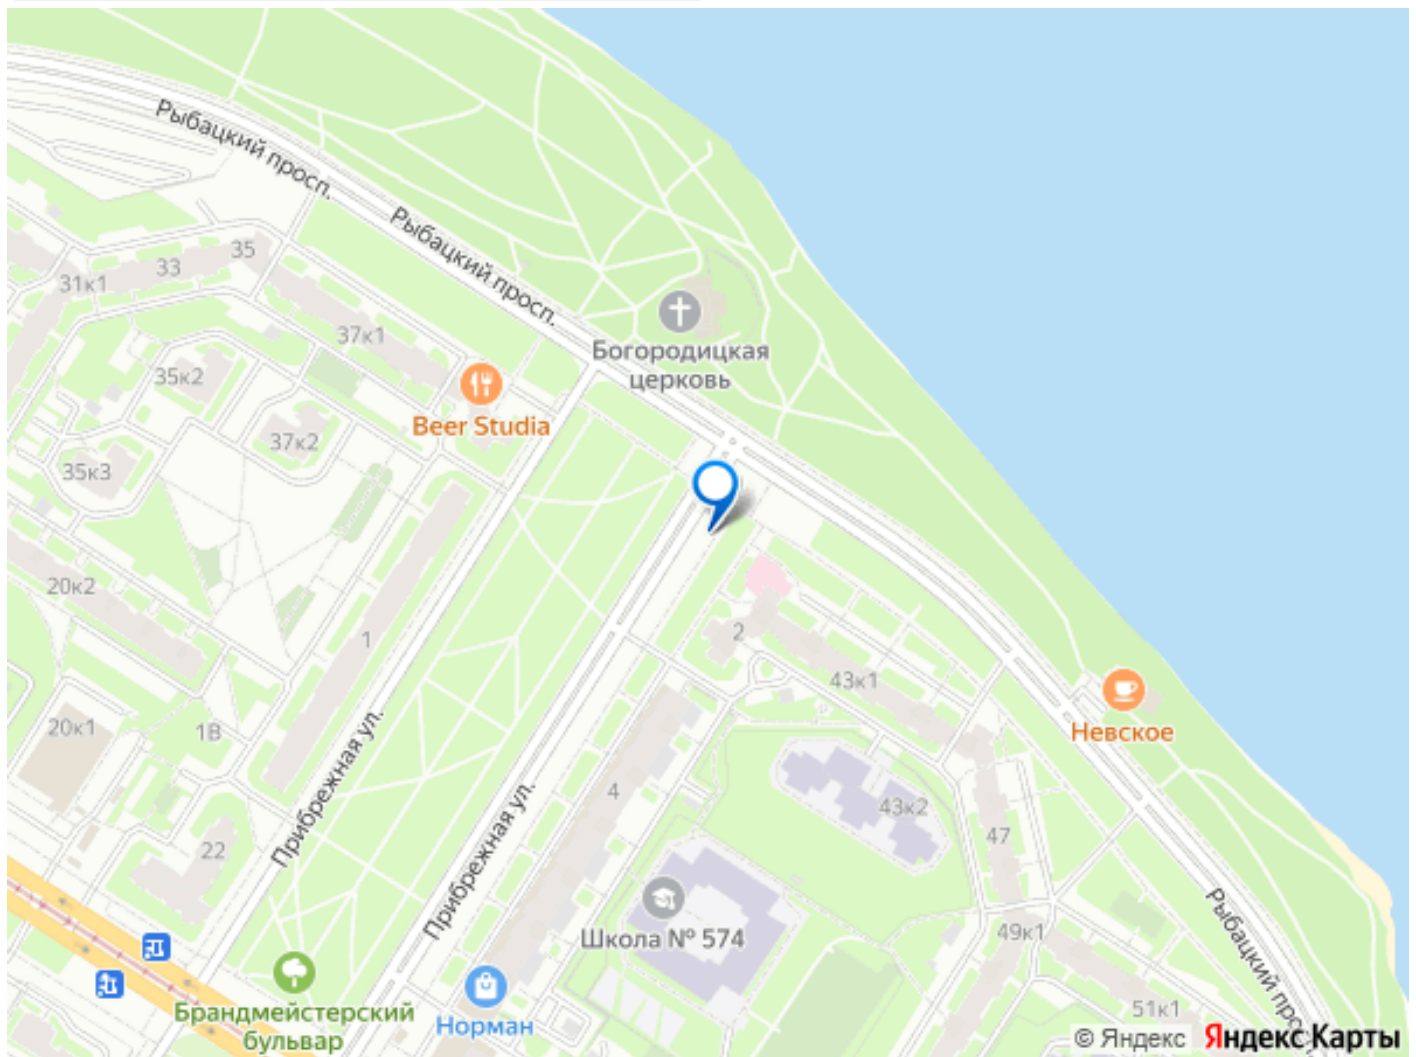 Рыбацкий просп.
Рыбацкий просп.
35
33
31к1
37к1
Богородицкая
церковь
35к2
Beer Studia
37к2
35к3
20к2
1
2
43к1
20к1
1В
Невское
Прибрежная ул.
4
43к2
47
22
Прибрежная ул.
Рыбацкий прос
Школа № 574
49к1
Брандмейстерский
бульвар
Норман
51к1
© Яндекс
Яндекс Карты